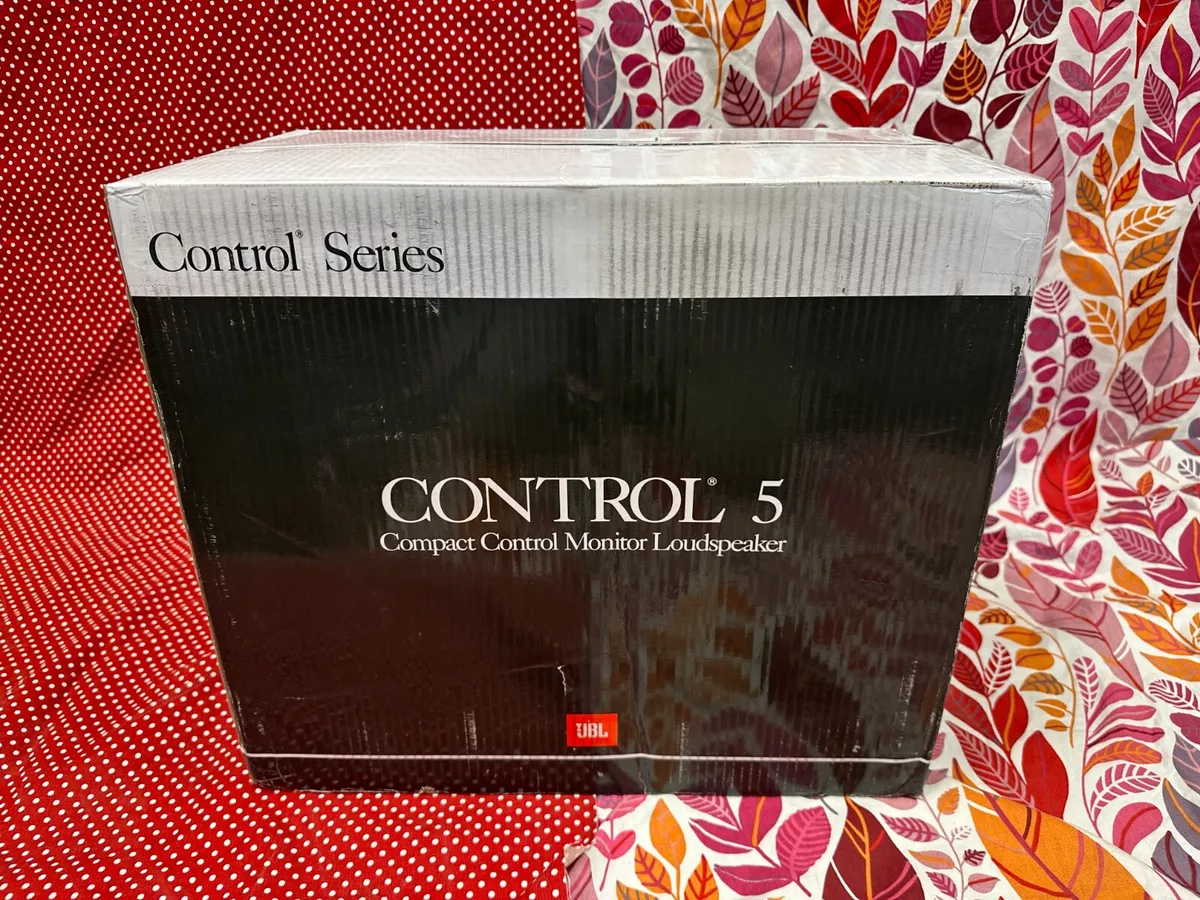 Control® Series
CONTROL® 5
Compact Control Monitor Loudspeaker
JBL